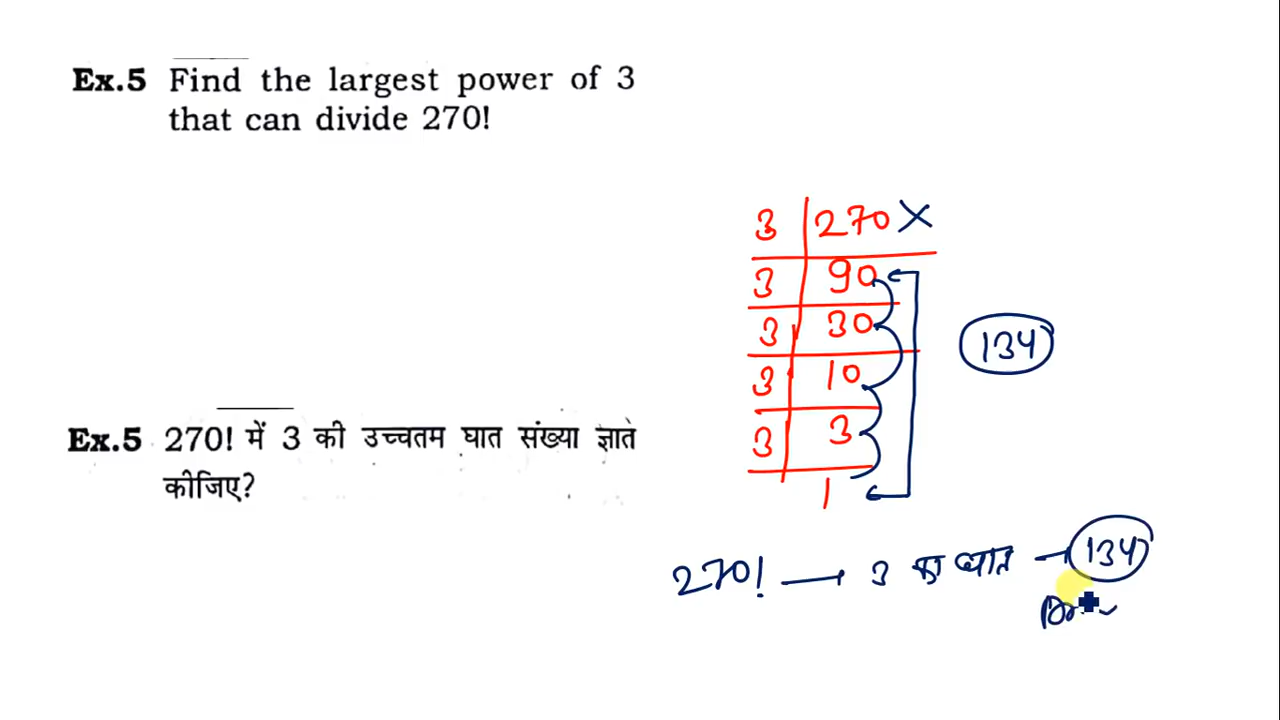 Ex.5 Find the largest power of 3
that can divide 270!
3 270 X
3 90
3 30
3 10
3 3
1
134
Ex.5 270! में 3 की उच्चतम घात संख्या ज्ञात
कीजिए?
270! → 3 का घात → 134